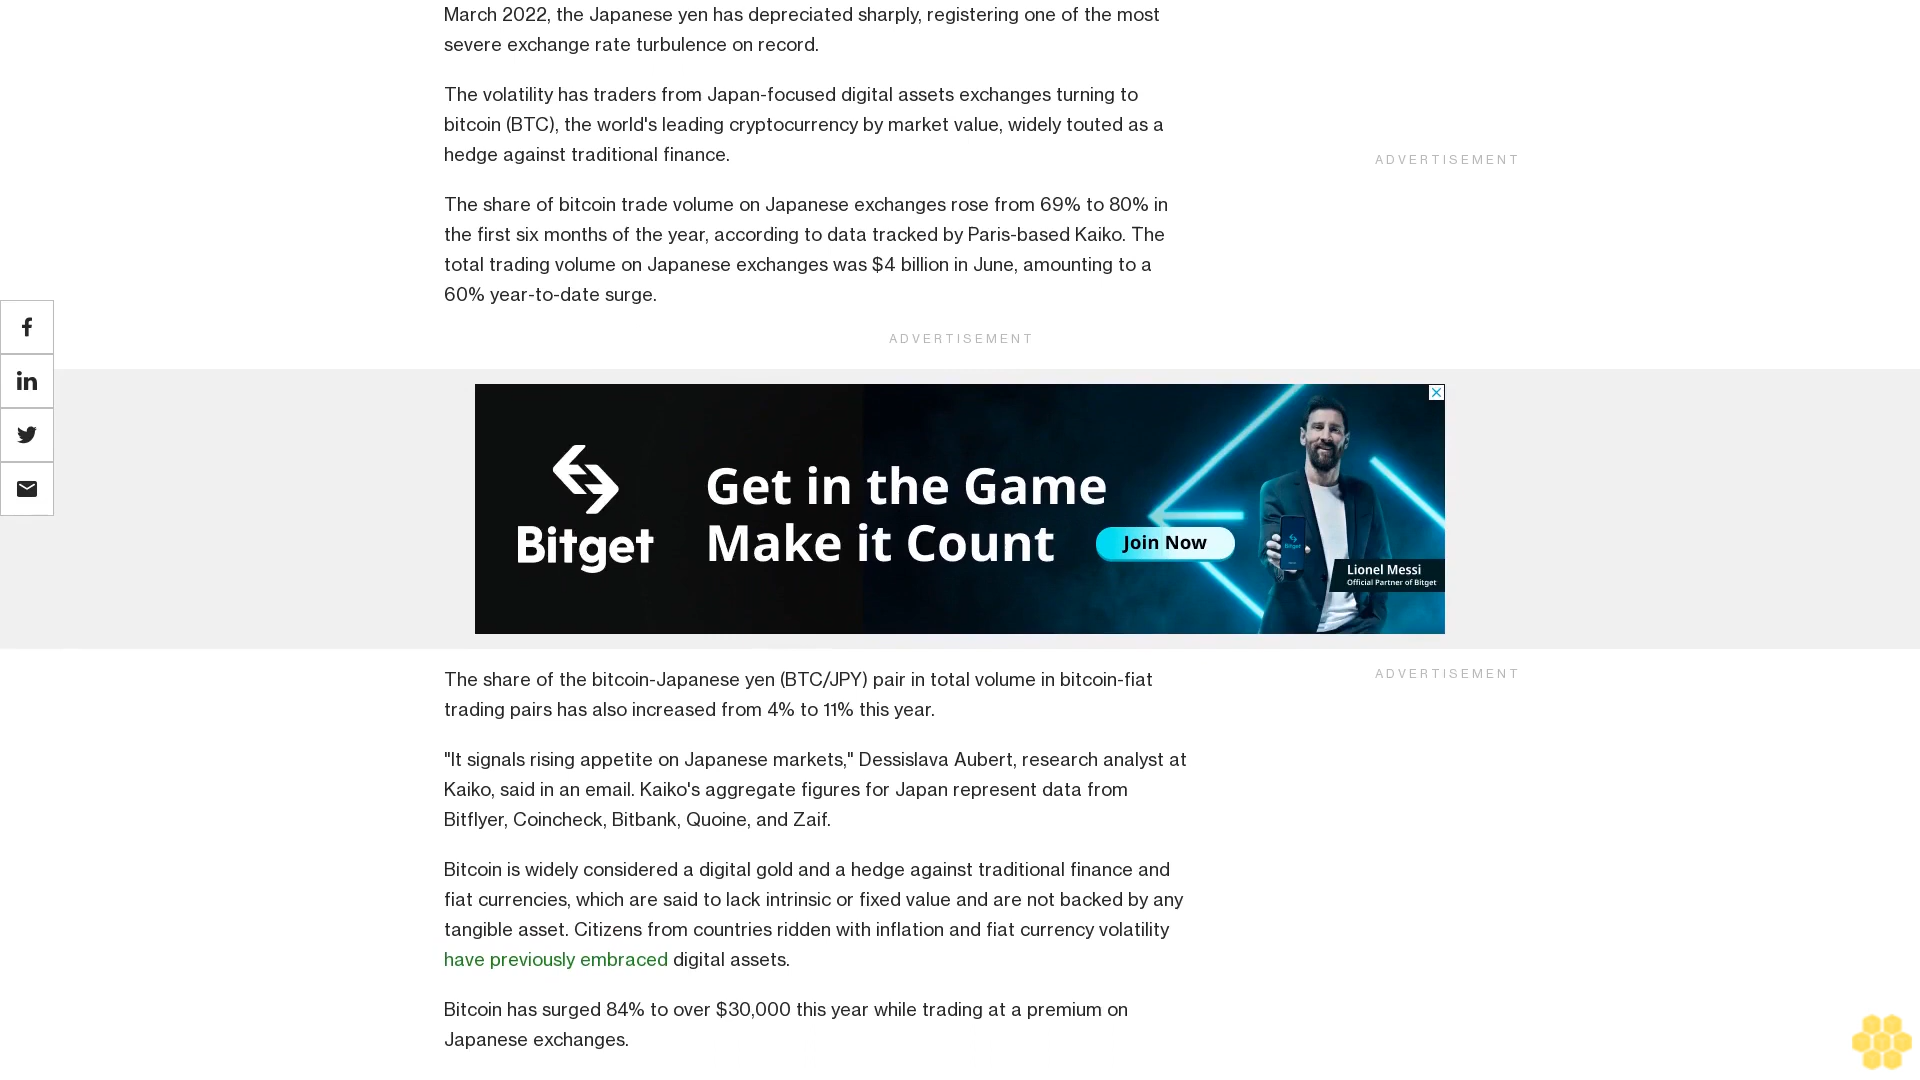 March 2022, the Japanese yen has depreciated sharply, registering one of the most
severe exchange rate turbulence on record.
The volatility has traders from Japan-focused digital assets exchanges turning to
bitcoin (BTC), the world's leading cryptocurrency by market value, widely touted as a
hedge against traditional finance.
ADVERTISEMENT
The share of bitcoin trade volume on Japanese exchanges rose from 69% to 80% in
the first six months of the year, according to data tracked by Paris-based Kaiko. The
total trading volume on Japanese exchanges was $4 billion in June, amounting to a
60% year-to-date surge.
ADVERTISEMENT
Bitget
Get in the Game
Make it Count
Join Now
Bitget
Lionel Messi
Official Partner of Bitget
The share of the bitcoin-Japanese yen (BTC/JPY) pair in total volume in bitcoin-fiat
trading pairs has also increased from 4% to 11% this year.
ADVERTISEMENT
"It signals rising appetite on Japanese markets," Dessislava Aubert, research analyst at
Kaiko, said in an email. Kaiko's aggregate figures for Japan represent data from
Bitflyer, Coincheck, Bitbank, Quoine, and Zaif.
Bitcoin is widely considered a digital gold and a hedge against traditional finance and
fiat currencies, which are said to lack intrinsic or fixed value and are not backed by any
tangible asset. Citizens from countries ridden with inflation and fiat currency volatility
have previously embraced digital assets.
Bitcoin has surged 84% to over $30,000 this year while trading at a premium on
Japanese exchanges.